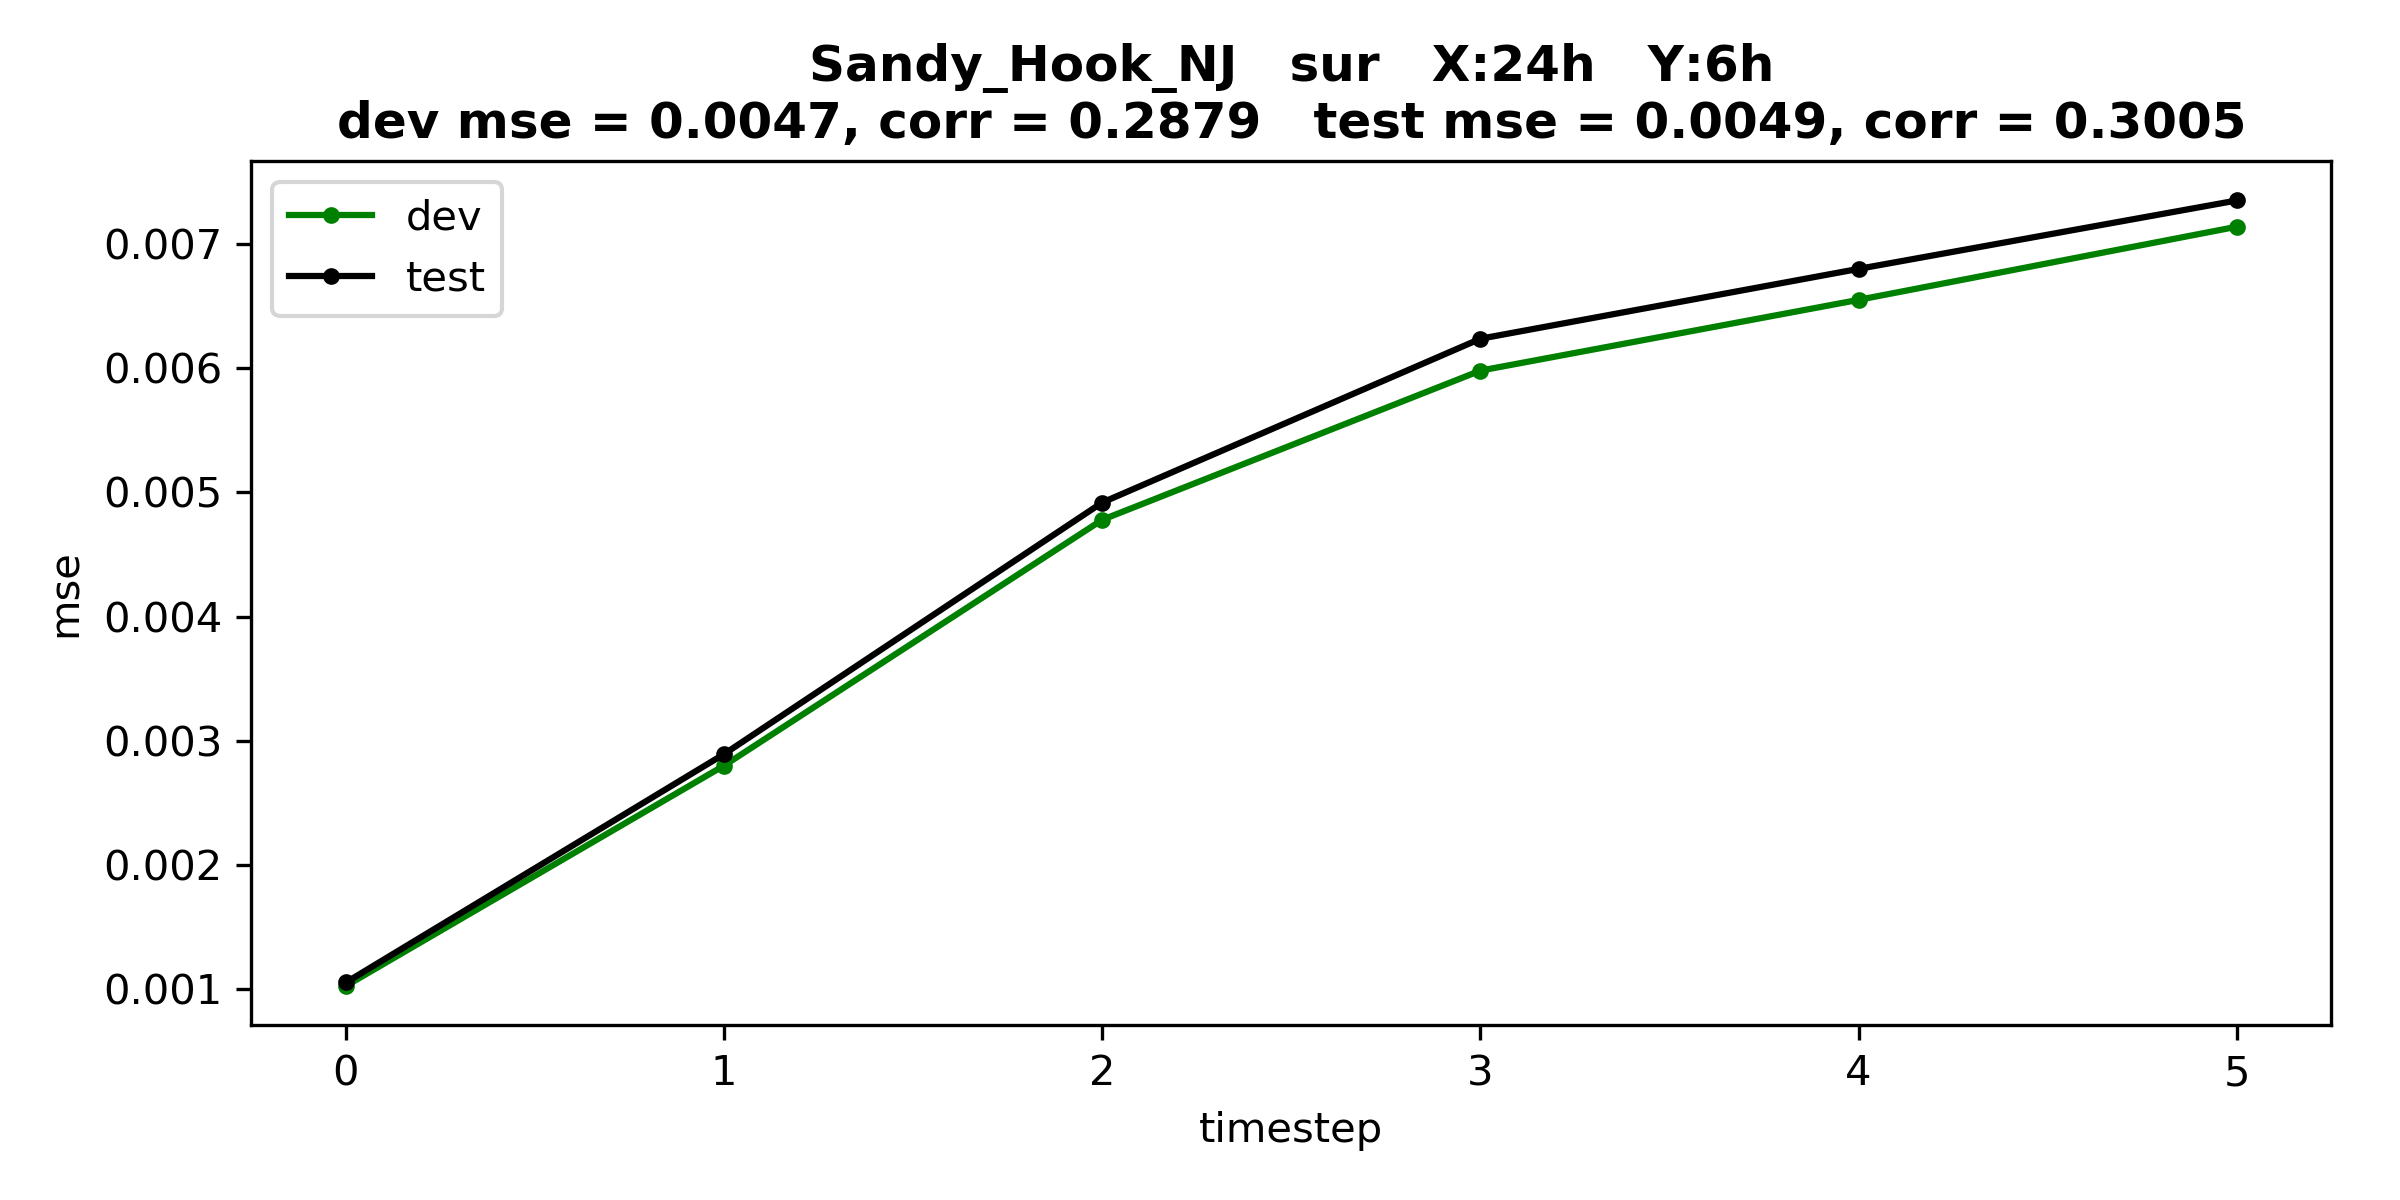 Sandy_Hook_NJ   sur   X:24h   Y:6h
dev mse = 0.0047, corr = 0.2879   test mse = 0.0049, corr = 0.3005
dev
test
mse
0.007
0.006
0.005
0.004
0.003
0.002
0.001
0 1 2 3 4 5
timestep